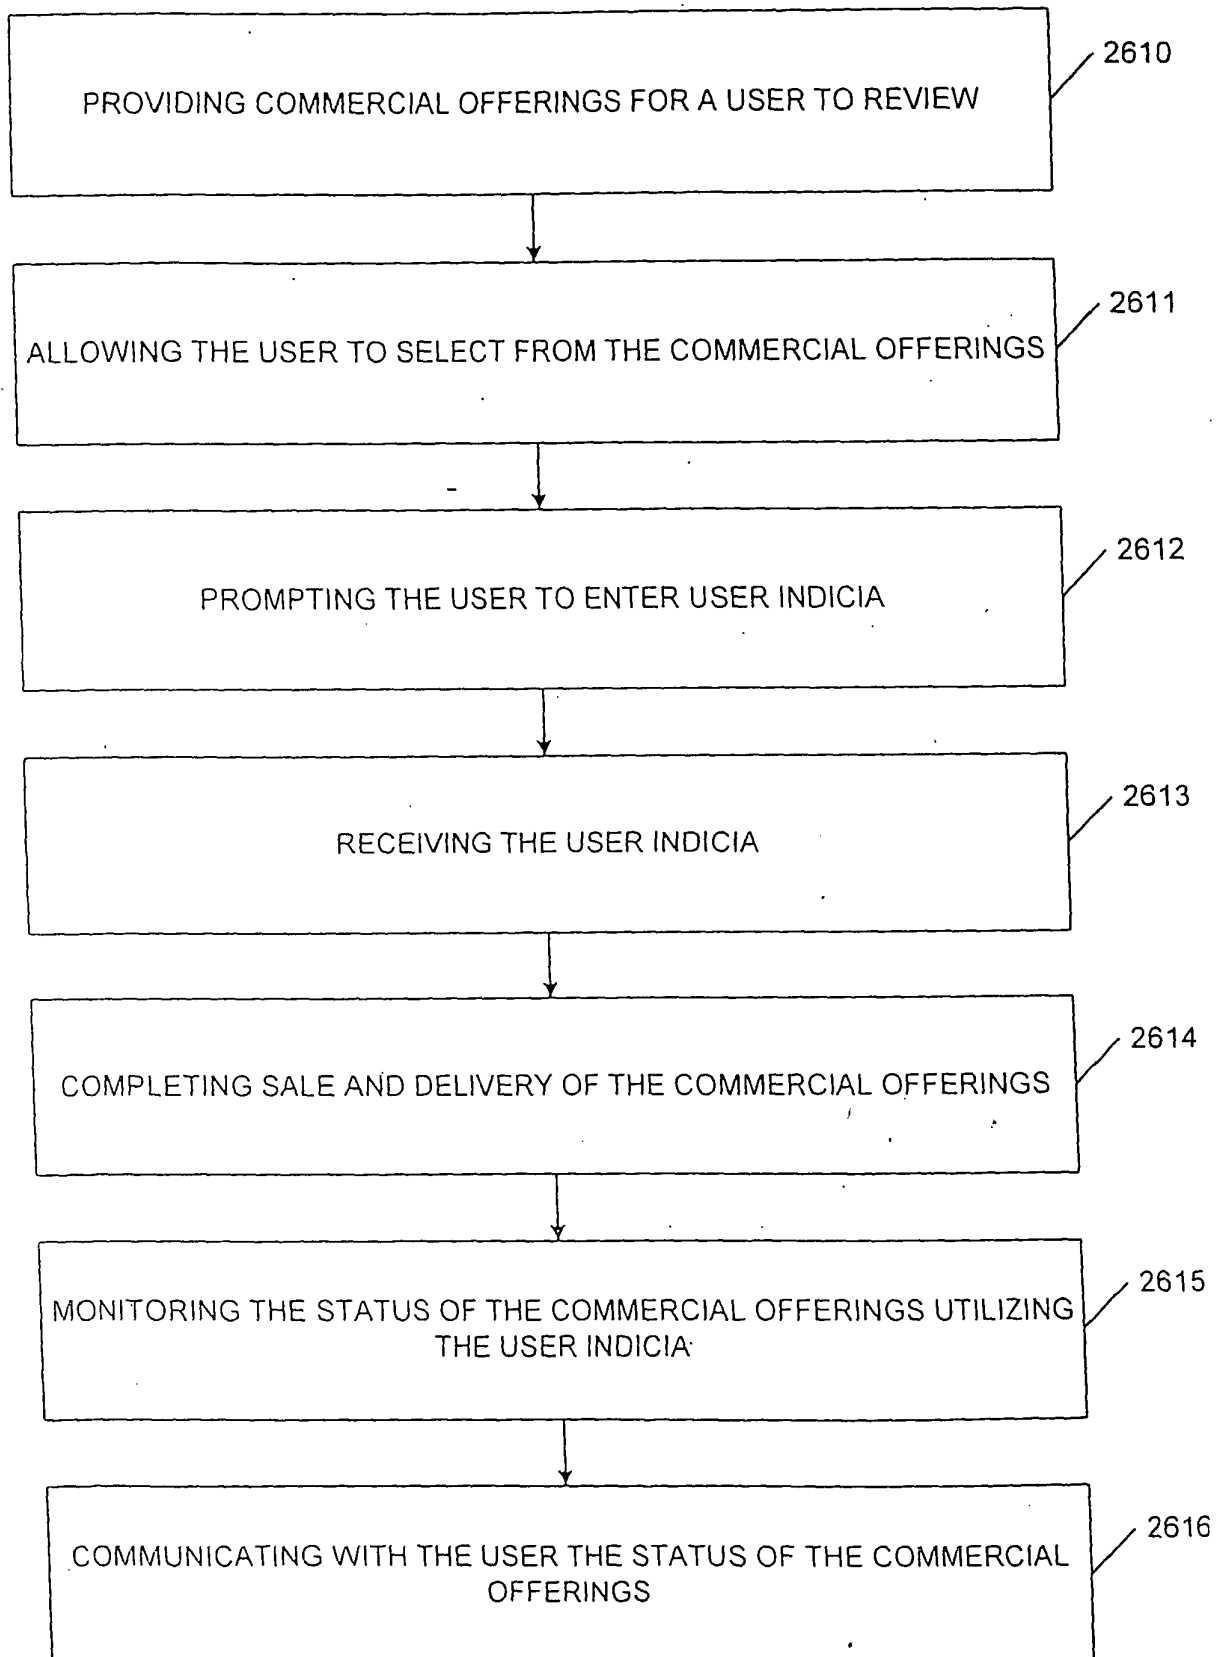 PROVIDING COMMERCIAL OFFERINGS FOR A USER TO REVIEW
2610
ALLOWING THE USER TO SELECT FROM THE COMMERCIAL OFFERINGS
2611
PROMPTING THE USER TO ENTER USER INDICIA
2612
RECEIVING THE USER INDICIA
2613
COMPLETING SALE AND DELIVERY OF THE COMMERCIAL OFFERINGS
2614
MONITORING THE STATUS OF THE COMMERCIAL OFFERINGS UTILIZING
THE USER INDICIA
2615
COMMUNICATING WITH THE USER THE STATUS OF THE COMMERCIAL
OFFERINGS
2616